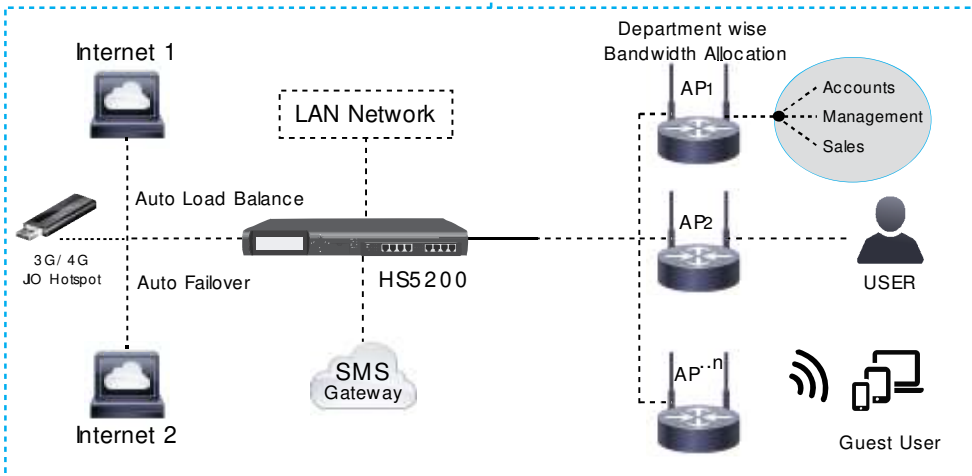 Internet 1
Department wise
Bandwidth Allocation
AP1
Accounts
Management
Sales
LAN Network
Auto Load Balance
3G/ 4G
JO Hotspot
Auto Failover
HS5200
AP2
USER
SMS
Gateway
AP..n
Internet 2
Guest User